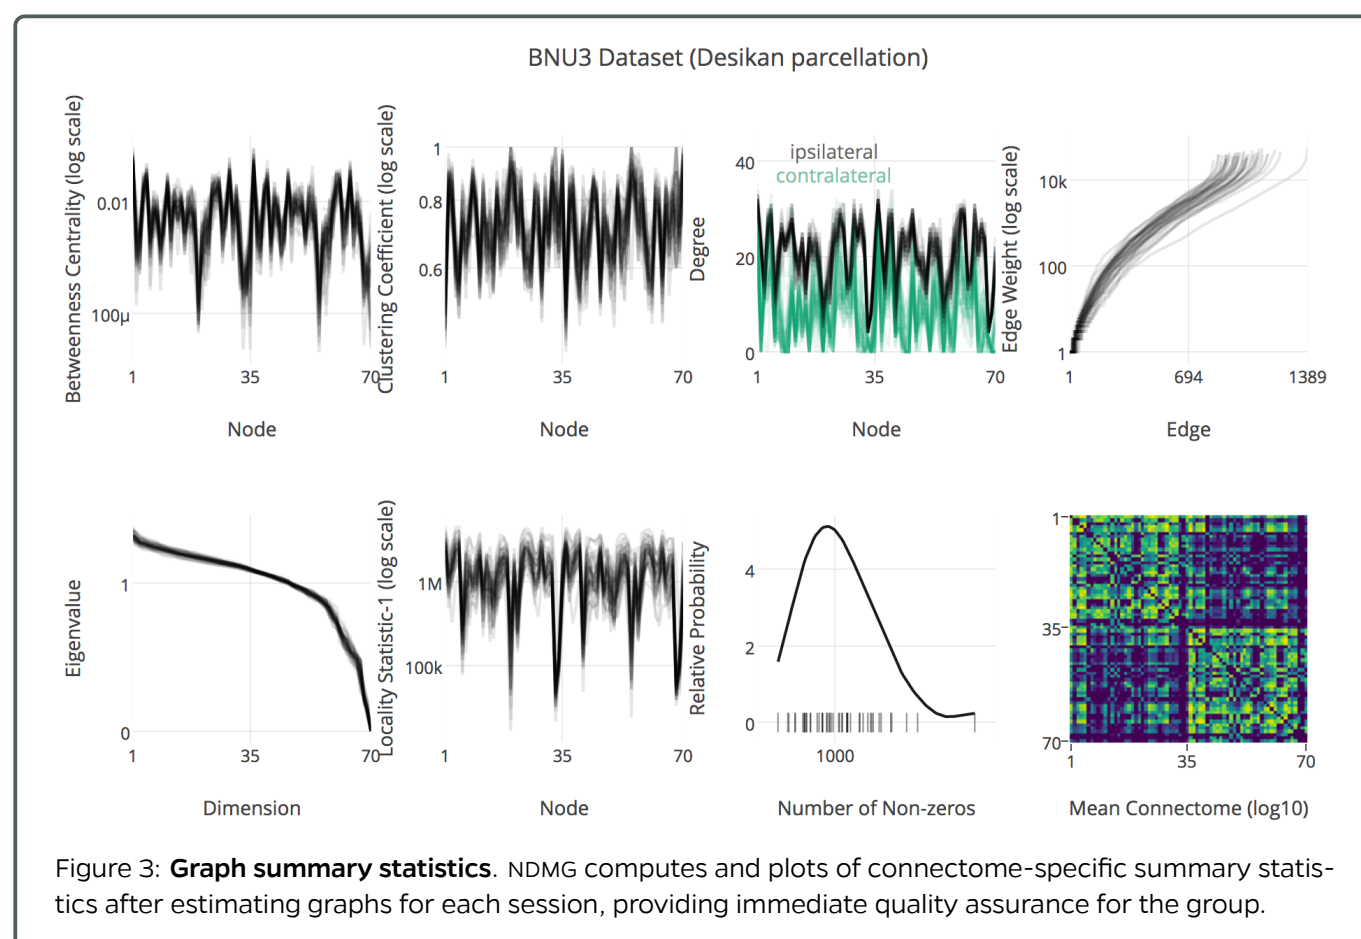 BNU3 Dataset (Desikan parcellation)
Betweenness Centrality (log scale)
0.01
100μ
1
35
70
Node
Clustering Coefficient (log scale)
1
0.8
0.6
1
35
70
Node
Degree
ipsilateral
contralateral
40
20
0
1
35
70
Node
Edge Weight (log scale)
10k
100
1
1
694
1389
Edge
Eigenvalue
1
0
1
35
70
Dimension
Locality Statistic-1 (log scale)
1M
100k
1
35
70
Node
Relative Probability
4
2
0
1000
Number of Non-zeros
1
35
70
1
35
70
Mean Connectome (log10)
Figure 3: Graph summary statistics. NDMG computes and plots of connectome-specific summary statis-
tics after estimating graphs for each session, providing immediate quality assurance for the group.